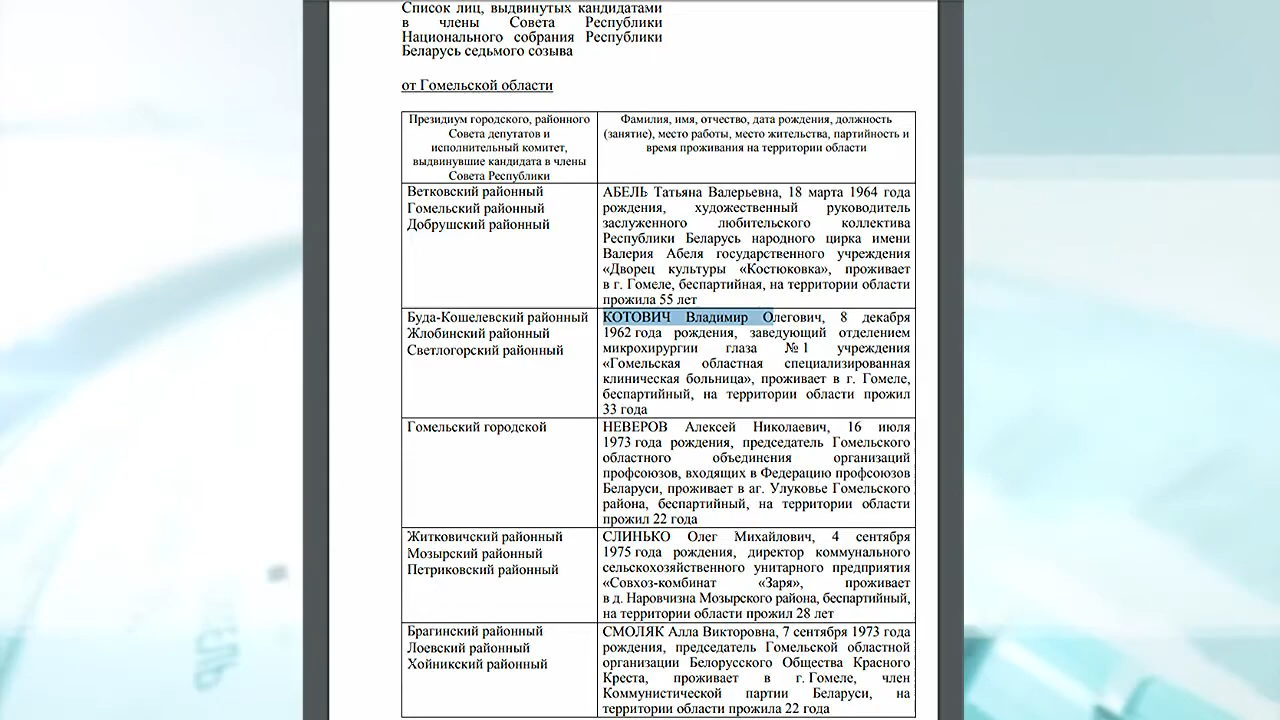 Список лиц, выдвинутых кандидатами
в члены Совета Республики
Национального собрания Республики
Беларусь седьмого созыва
от Гомельской области
Президиум городского, районного
Совета депутатов и
исполнительный комитет,
выдвинувшие кандидата в члены
Совета Республики
Фамилия, имя, отчество, дата рождения, должность
(занятие), место работы, место жительства, партийность и
время проживания на территории области
Ветковский районный
Гомельский районный
Добрушский районный
АБЕЛЬ Татьяна Валерьевна, 18 марта 1964 года
рождения, художественный руководитель
заслуженного любительского коллектива
Республики Беларусь народного цирка имени
Валерия Абеля государственного учреждения
«Дворец культуры «Костюковка», проживает
в г. Гомеле, беспартийная, на территории области
прожила 55 лет
Буда-Кошелевский районный
Жлобинский районный
Светлогорский районный
КОТОВИЧ Владимир Олегович, 8 декабря
1962 года рождения, заведующий отделением
микрохирургии глаза №1 учреждения
«Гомельская областная специализированная
клиническая больница», проживает в г. Гомеле,
беспартийный, на территории области прожил
33 года
Гомельский городской
НЕВЕРОВ Алексей Николаевич, 16 июля
1973 года рождения, председатель Гомельского
областного объединения организаций
профсоюзов, входящих в Федерацию профсоюзов
Беларуси, проживает в аг. Улуковье Гомельского
района, беспартийный, на территории области
прожил 22 года
Житковичский районный
Мозырский районный
Петриковский районный
СЛИНЬКО Олег Михайлович, 4 сентября
1975 года рождения, директор коммунального
сельскохозяйственного унитарного предприятия
«Совхоз-комбинат «Заря», проживает
в д. Наровчизна Мозырского района, беспартийный,
на территории области прожил 28 лет
Брагинский районный
Лоевский районный
Хойникский районный
СМОЛЯК Алла Викторовна, 7 сентября 1973 года
рождения, председатель Гомельской областной
организации Белорусского Общества Красного
Креста, проживает в г. Гомеле, член
Коммунистической партии Беларуси, на
территории области прожила 22 года